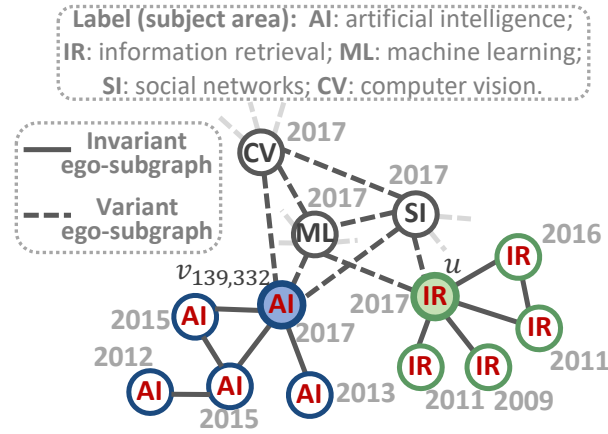 Label (subject area): AI: artificial intelligence;
IR: information retrieval; ML: machine learning;
SI: social networks; CV: computer vision.
Invariant
ego-subgraph
Variant
ego-subgraph
2017
CV
2017
2017
SI
ML
2016
IR
v139,332
u
AI
2017
2017
IR
2015
AI
IR
2011
2012
AI
AI
2015
AI
2013
IR
2011
IR
2009